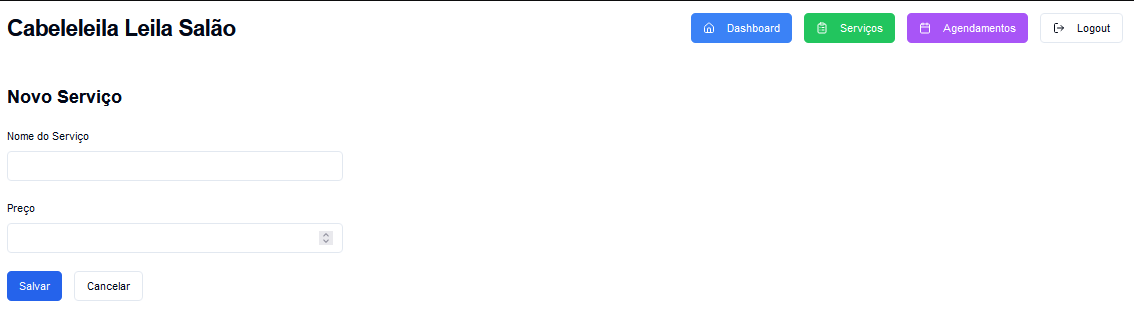 Cabeleleila Leila Salão
Dashboard
Serviços
Agendamentos
Logout
Novo Serviço
Nome do Serviço
Preço
Salvar
Cancelar